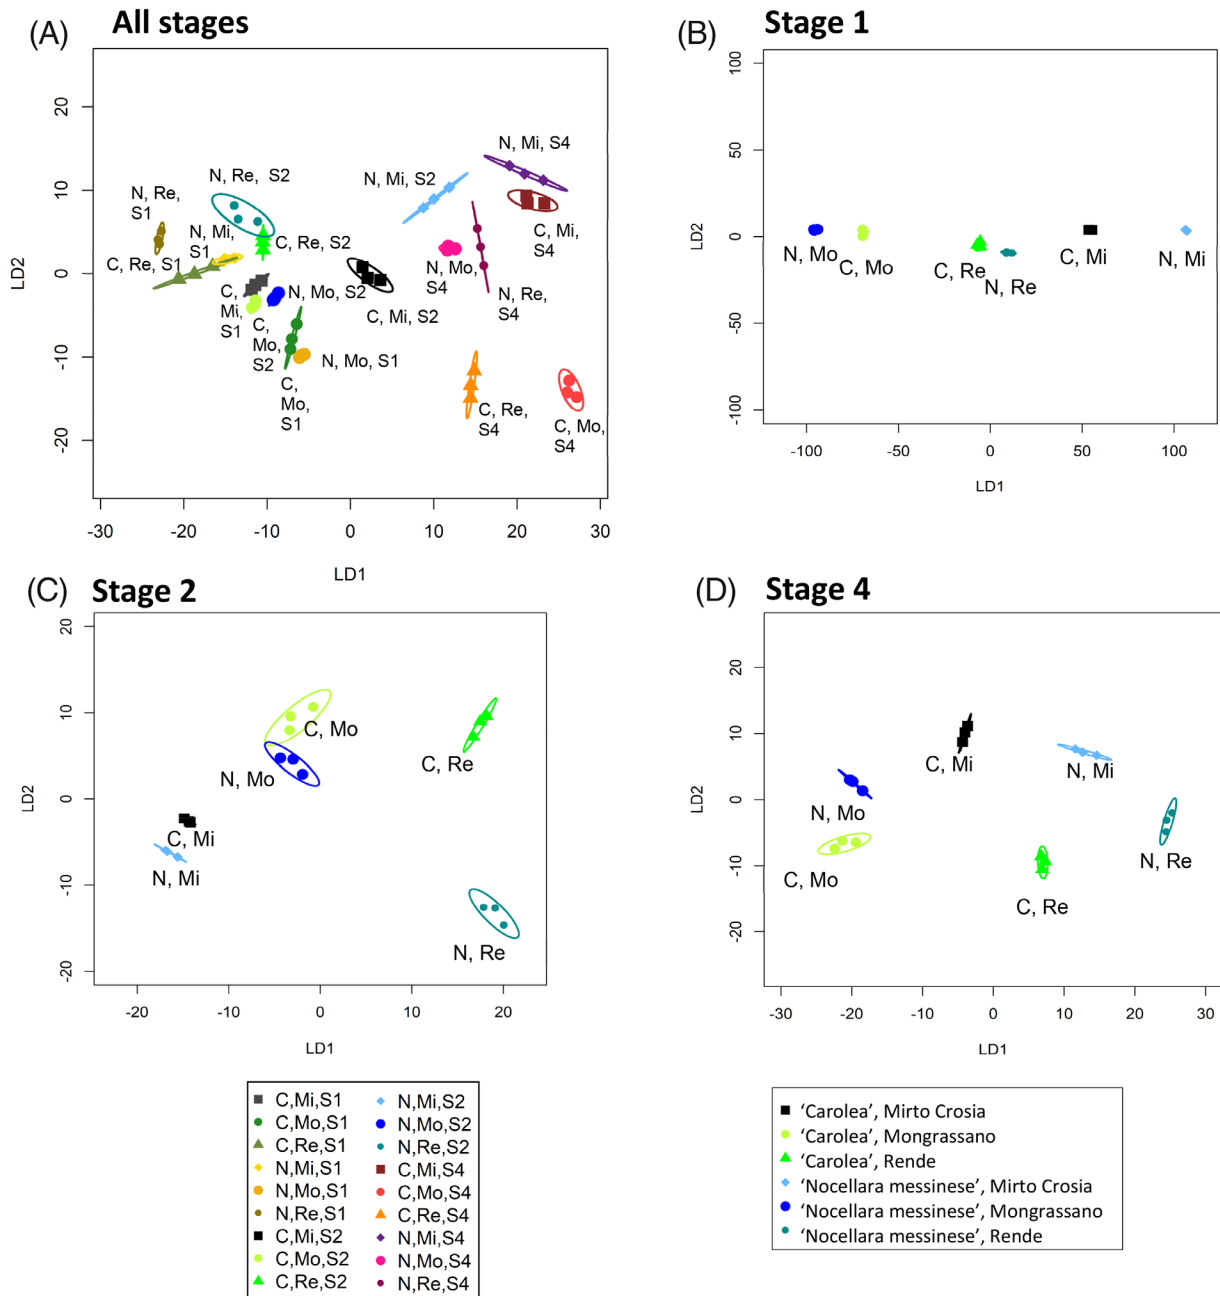 (A) All stages
20
10
0
-10
-20
LD2
N, Re, S2
N, Re,
S1
N, Mi,
S1
C, Re, S1
C, Re, S2
C,
Mi,
S1
N, Mo, S2
C,
Mo,
S2
N, Mo, S1
C,
Mo,
S1
N, Mi, S2
N, Mi, S4
C, Mi,
S4
N, Mo,
S4
N, Re,
S4
C, Mi, S2
C, Re,
S4
C, Mo,
S4
-30 -20 -10 0 10 20 30
LD1
(B) Stage 1
100
50
0
-50
-100
LD2
N, Mo
C, Mo
C, Re
N, Re
C, Mi
N, Mi
-100 -50 0 50 100
LD1
(C) Stage 2
20
10
0
-10
-20
LD2
C, Mo
N, Mo
C, Re
C, Mi
N, Mi
N, Re
-20 -10 0 10 20
LD1
(D) Stage 4
20
10
0
-10
-20
LD2
C, Mi
N, Mi
N, Mo
C, Mo
N, Re
C, Re
-30 -20 -10 0 10 20 30
LD1
C,Mi,S1
C,Mo,S1
C,Re,S1
N,Mi,S1
N,Mo,S1
N,Re,S1
C,Mi,S2
C,Mo,S2
C,Re,S2
N,Mi,S2
N,Mo,S2
N,Re,S2
C,Mi,S4
C,Mo,S4
C,Re,S4
N,Mi,S4
N,Mo,S4
N,Re,S4
‘Carolea’, Mirto Crosia
‘Carolea’, Mongrassano
‘Carolea’, Rende
‘Nocellara messinese’, Mirto Crosia
‘Nocellara messinese’, Mongrassano
‘Nocellara messinese’, Rende